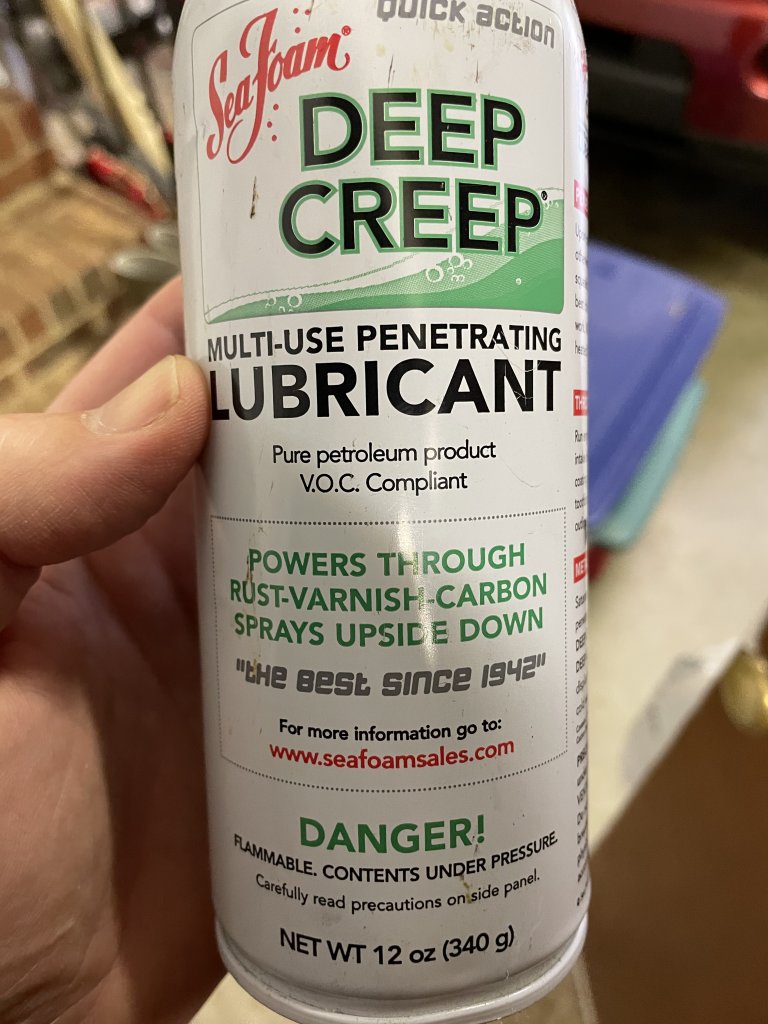 QUICK ACTION
SeaFoam®
DEEP
CREEP®
MULTI-USE PENETRATING
LUBRICANT
Pure petroleum product
V.O.C. Compliant
POWERS THROUGH
RUST-VARNISH-CARBON
SPRAYS UPSIDE DOWN
"THE BEST SINCE 1942"
For more information go to:
www.seafoamsales.com
DANGER!
FLAMMABLE. CONTENTS UNDER PRESSURE.
Carefully read precautions on side panel.
NET WT 12 oz (340 g)